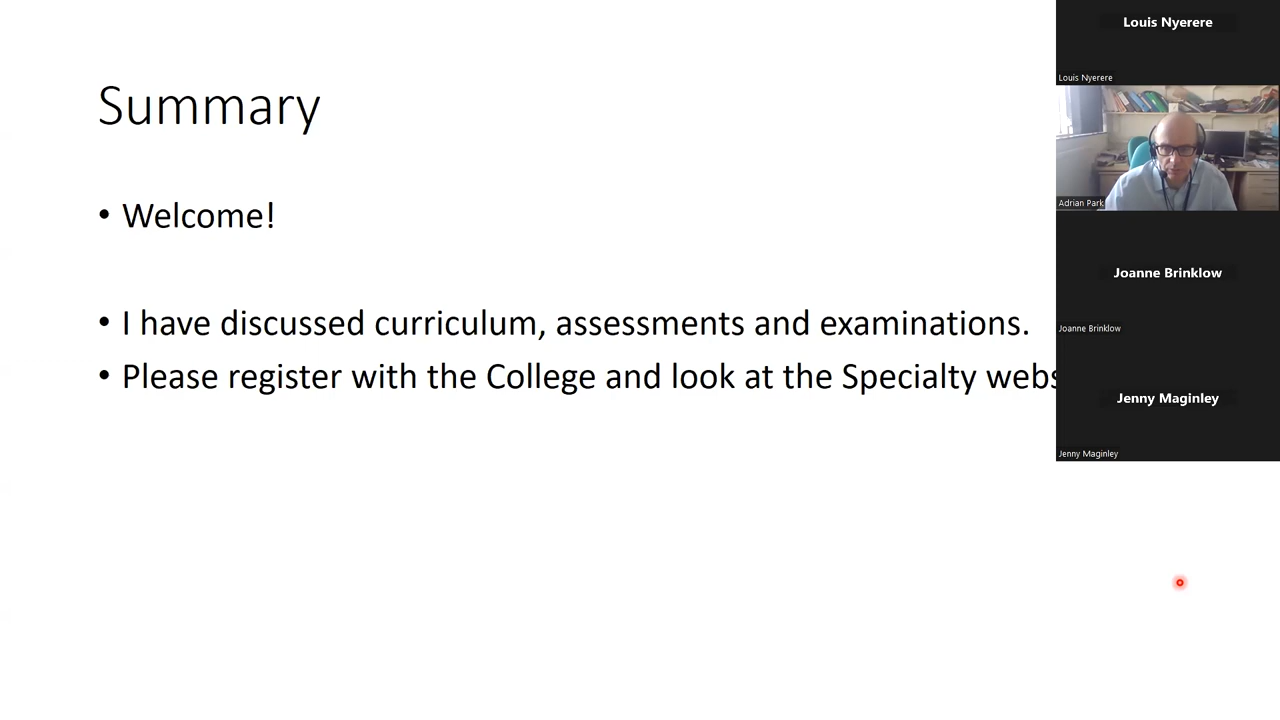 Summary
• Welcome!
• I have discussed curriculum, assessments and examinations.
• Please register with the College and look at the Specialty webs
Louis Nyerere
Louis Nyerere
Adrian Park
Joanne Brinklow
Joanne Brinklow
Jenny Maginley
Jenny Maginley